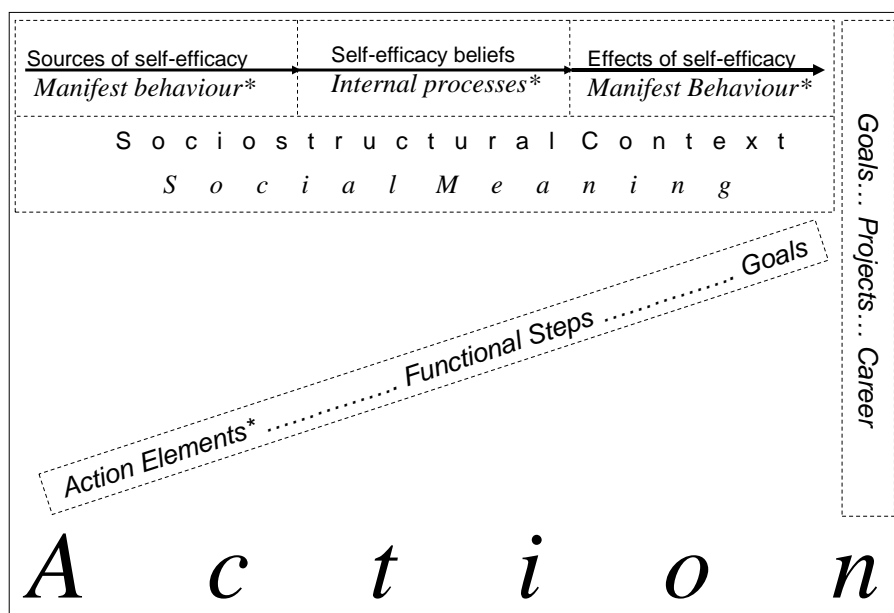 Sources of self-efficacy
Manifest behaviour*
Self-efficacy beliefs
Internal processes*
Effects of self-efficacy
Manifest Behaviour*
Sociostructural Context
Social Meaning
Goals… Projects… Career
Action Elements* ………….. Functional Steps ………….. Goals
Action